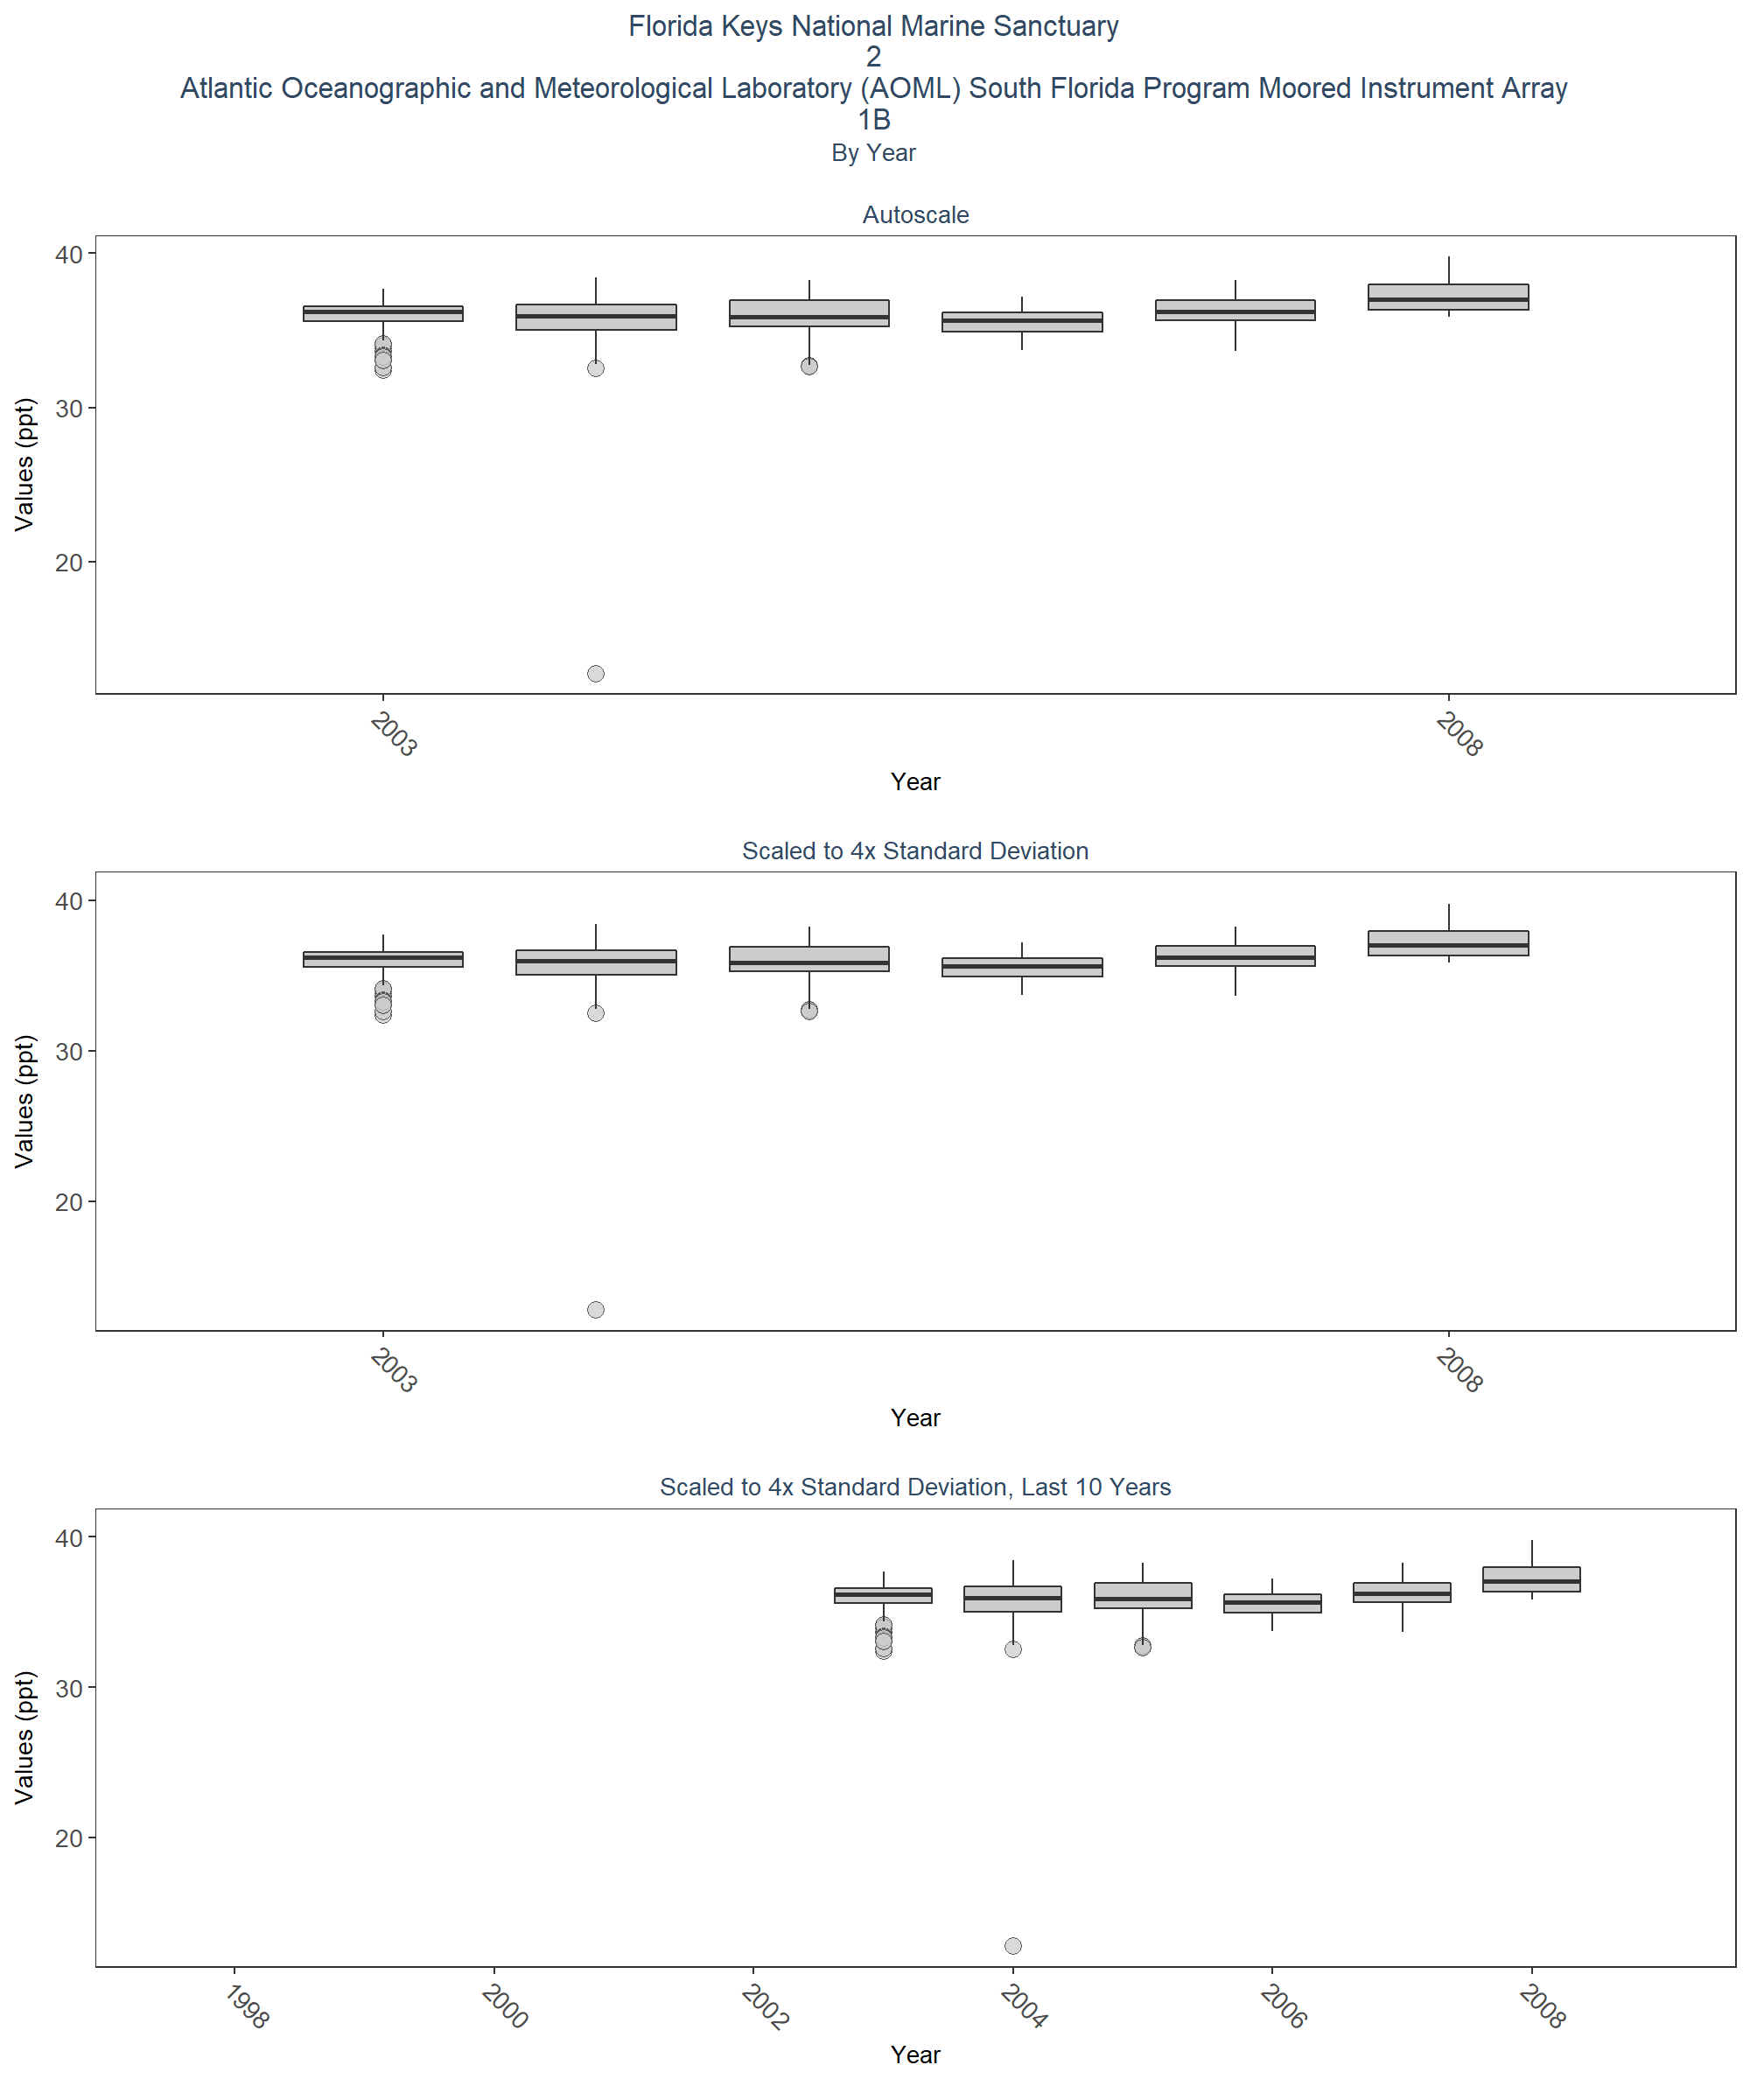 Florida Keys National Marine Sanctuary
2
Atlantic Oceanographic and Meteorological Laboratory (AOML) South Florida Program Moored Instrument Array
1B
By Year
Autoscale
40
30
20
Values (ppt)
2003
2008
Year
Scaled to 4x Standard Deviation
40
30
20
Values (ppt)
2003
2008
Year
Scaled to 4x Standard Deviation, Last 10 Years
40
30
20
Values (ppt)
1998
2000
2002
2004
2006
2008
Year